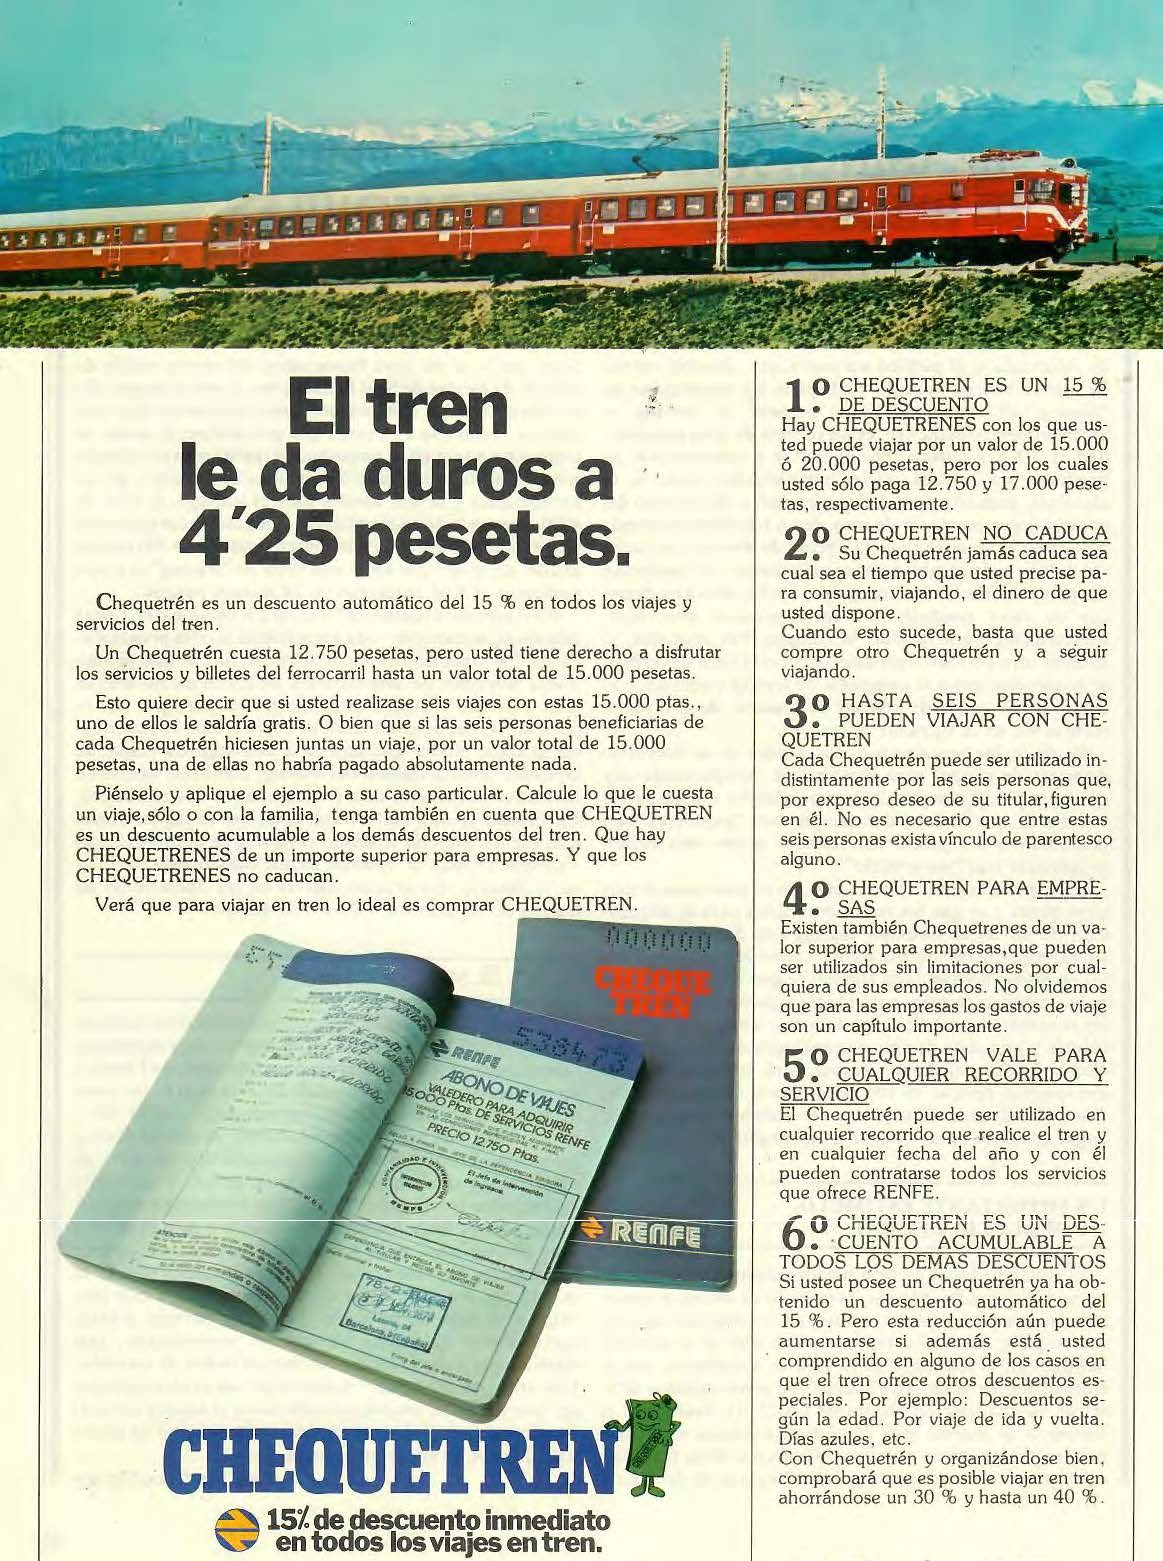 El tren
le da duros a
4'25 pesetas.
Chequetrén es un descuento automático del 15 % en todos los viajes y
servicios del tren.
Un Chequetrén cuesta 12.750 pesetas, pero usted tiene derecho a disfrutar
los servicios y billetes del ferrocarril hasta un valor total de 15.000 pesetas.
Esto quiere decir que si usted realizase seis viajes con estas 15.000 ptas.,
uno de ellos le saldría gratis. O bien que si las seis personas beneficiarias de
cada Chequetrén hiciesen juntas un viaje, por un valor total de 15.000
pesetas, una de ellas no habría pagado absolutamente nada.
Piénselo y aplique el ejemplo a su caso particular. Calcule lo que le cuesta
un viaje, sólo o con la familia, tenga también en cuenta que CHEQUETREN
es un descuento acumulable a los demás descuentos del tren. Que hay
CHEQUETRENES de un importe superior para empresas. Y que los
CHEQUETRENES no caducan.
Verá que para viajar en tren lo ideal es comprar CHEQUETREN.
000000
CHEQUE
TREN
RENFE
538473
RENFE
ABONO DE VIAJES
VALEDERO PARA ADQUIRIR
15.000 Ptas. DE SERVICIOS RENFE
PRECIO 12.750 Ptas.
El Jefe de Intervención
de Ingresos,
CHEQUETREN
15% de descuento inmediato
en todos los viajes en tren.
1.º CHEQUETREN ES UN 15 %
DE DESCUENTO
Hay CHEQUETRENES con los que us-
ted puede viajar por un valor de 15.000
ó 20.000 pesetas, pero por los cuales
usted sólo paga 12.750 y 17.000 pese-
tas, respectivamente.
2.º CHEQUETREN NO CADUCA
Su Chequetrén jamás caduca sea
cual sea el tiempo que usted precise pa-
ra consumir, viajando, el dinero de que
usted dispone.
Cuando esto sucede, basta que usted
compre otro Chequetrén y a seguir
viajando.
3.º HASTA SEIS PERSONAS
PUEDEN VIAJAR CON CHE-
QUETREN
Cada Chequetrén puede ser utilizado in-
distintamente por las seis personas que,
por expreso deseo de su titular, figuren
en él. No es necesario que entre estas
seis personas exista vínculo de parentesco
alguno.
4.º CHEQUETREN PARA EMPRE-
SAS
Existen también Chequetrenes de un va-
lor superior para empresas, que pueden
ser utilizados sin limitaciones por cual-
quiera de sus empleados. No olvidemos
que para las empresas los gastos de viaje
son un capítulo importante.
5.º CHEQUETREN VALE PARA
CUALQUIER RECORRIDO Y
SERVICIO
El Chequetrén puede ser utilizado en
cualquier recorrido que realice el tren y
en cualquier fecha del año y con él
pueden contratarse todos los servicios
que ofrece RENFE.
6.º CHEQUETREN ES UN DES-
CUENTO ACUMULABLE A
TODOS LOS DEMAS DESCUENTOS
Si usted posee un Chequetrén ya ha ob-
tenido un descuento automático del
15 %. Pero esta reducción aún puede
aumentarse si además está usted
comprendido en alguno de los casos en
que el tren ofrece otros descuentos es-
peciales. Por ejemplo: Descuentos se-
gún la edad. Por viaje de ida y vuelta.
Días azules, etc.
Con Chequetrén y organizándose bien,
comprobará que es posible viajar en tren
ahorrándose un 30 % y hasta un 40 %.